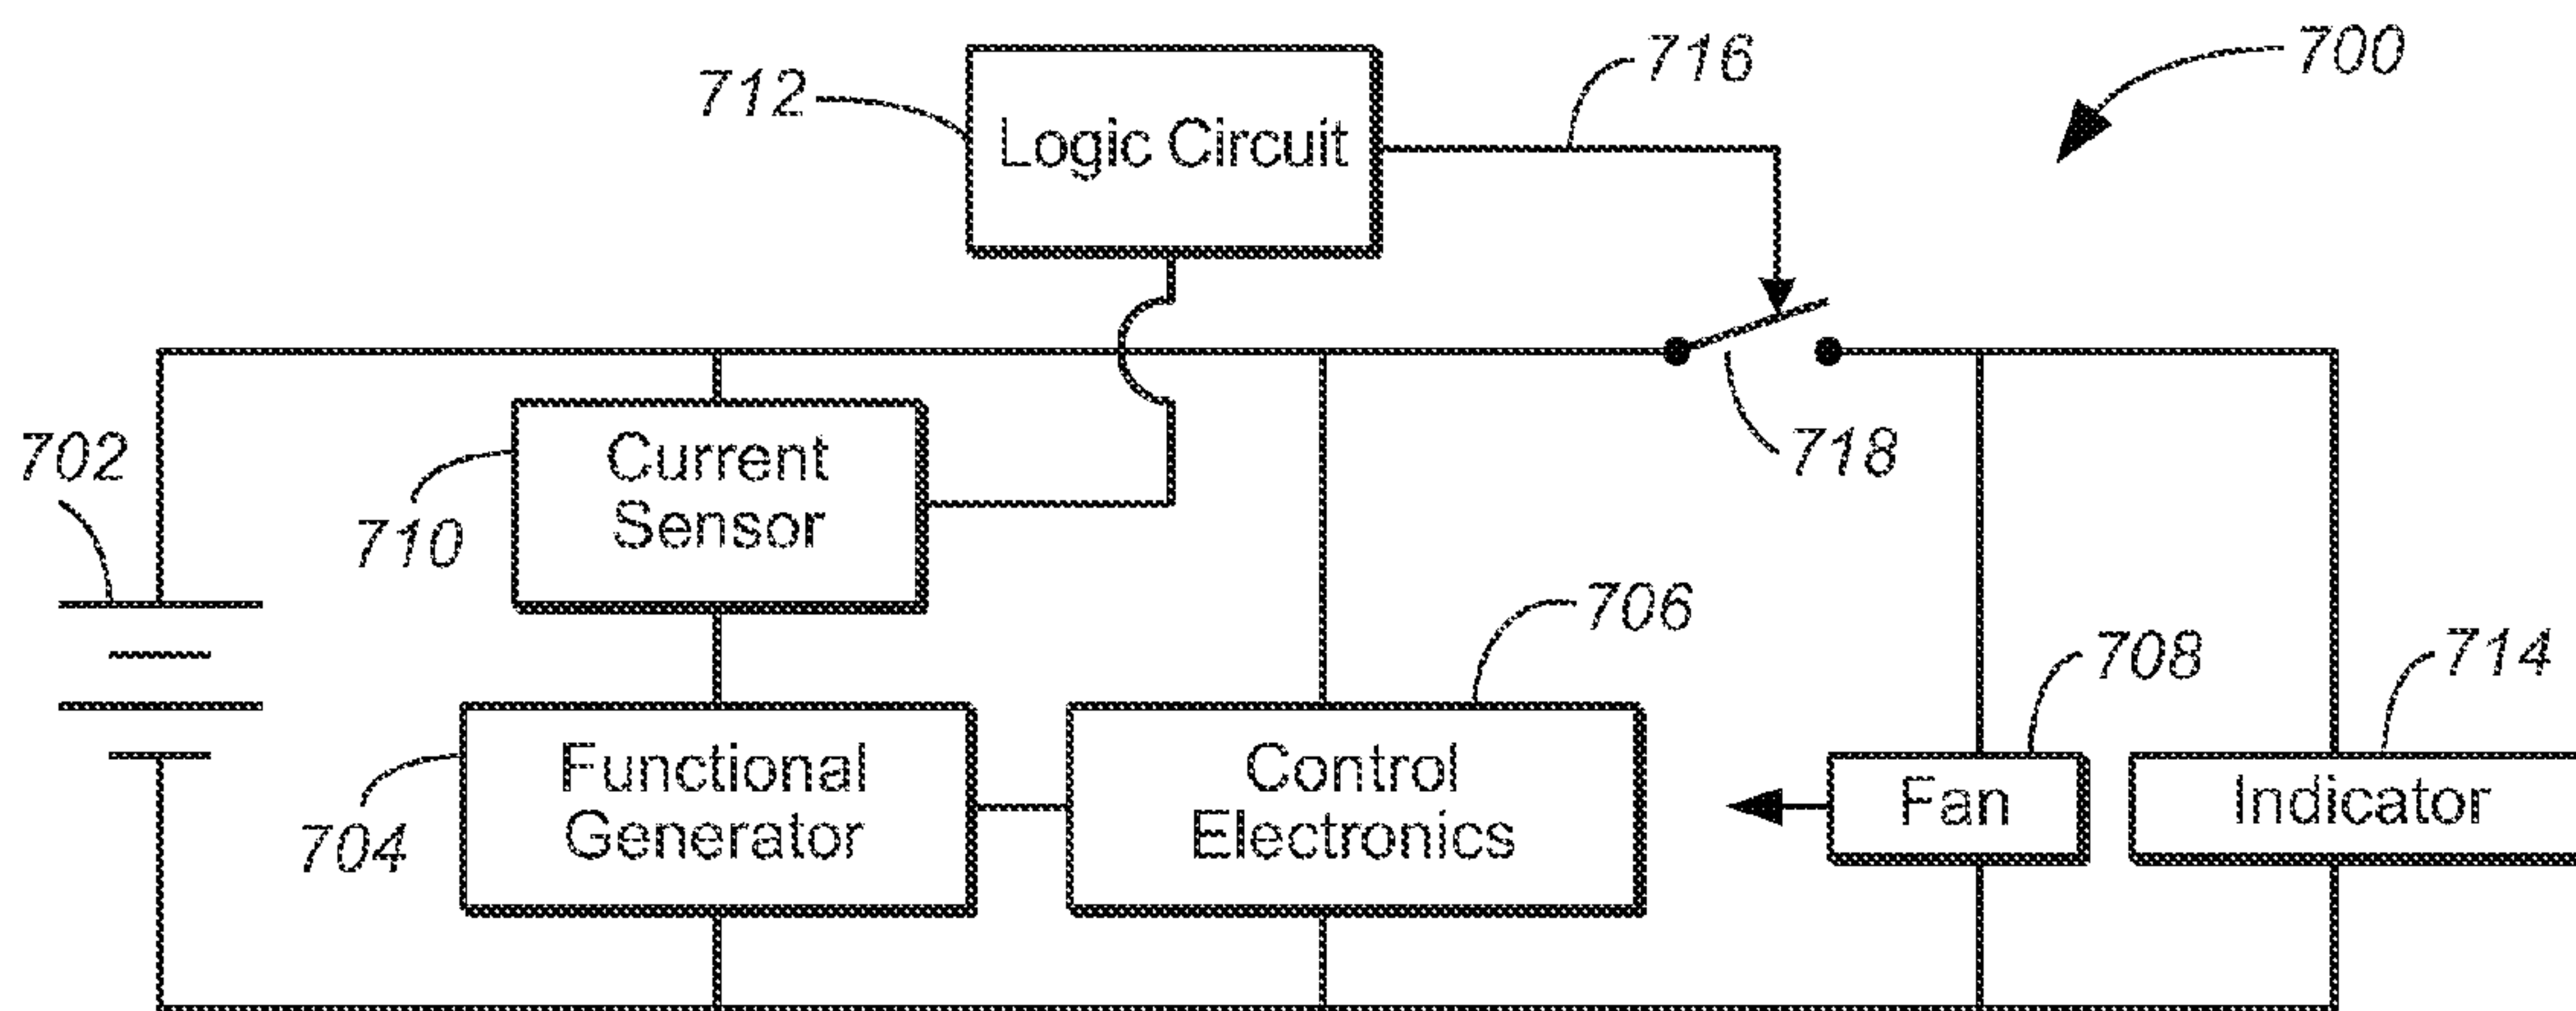 700
716
712
Logic Circuit
718
702
Current
Sensor
710
706
708
714
Functional
Generator
704
Control
Electronics
Fan
Indicator